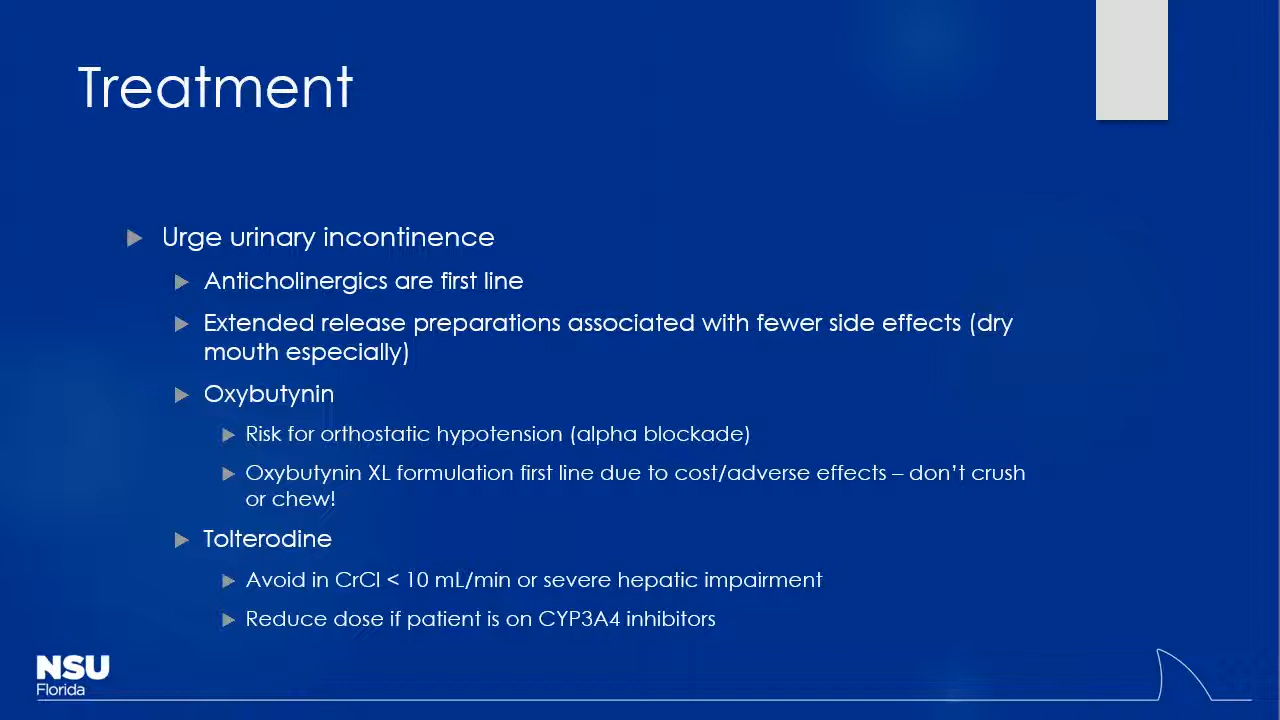 Treatment
Urge urinary incontinence
Anticholinergics are first line
Extended release preparations associated with fewer side effects (dry
mouth especially)
Oxybutynin
Risk for orthostatic hypotension (alpha blockade)
Oxybutynin XL formulation first line due to cost/adverse effects – don’t crush
or chew!
Tolterodine
Avoid in CrCl < 10 mL/min or severe hepatic impairment
Reduce dose if patient is on CYP3A4 inhibitors
NSU
Florida